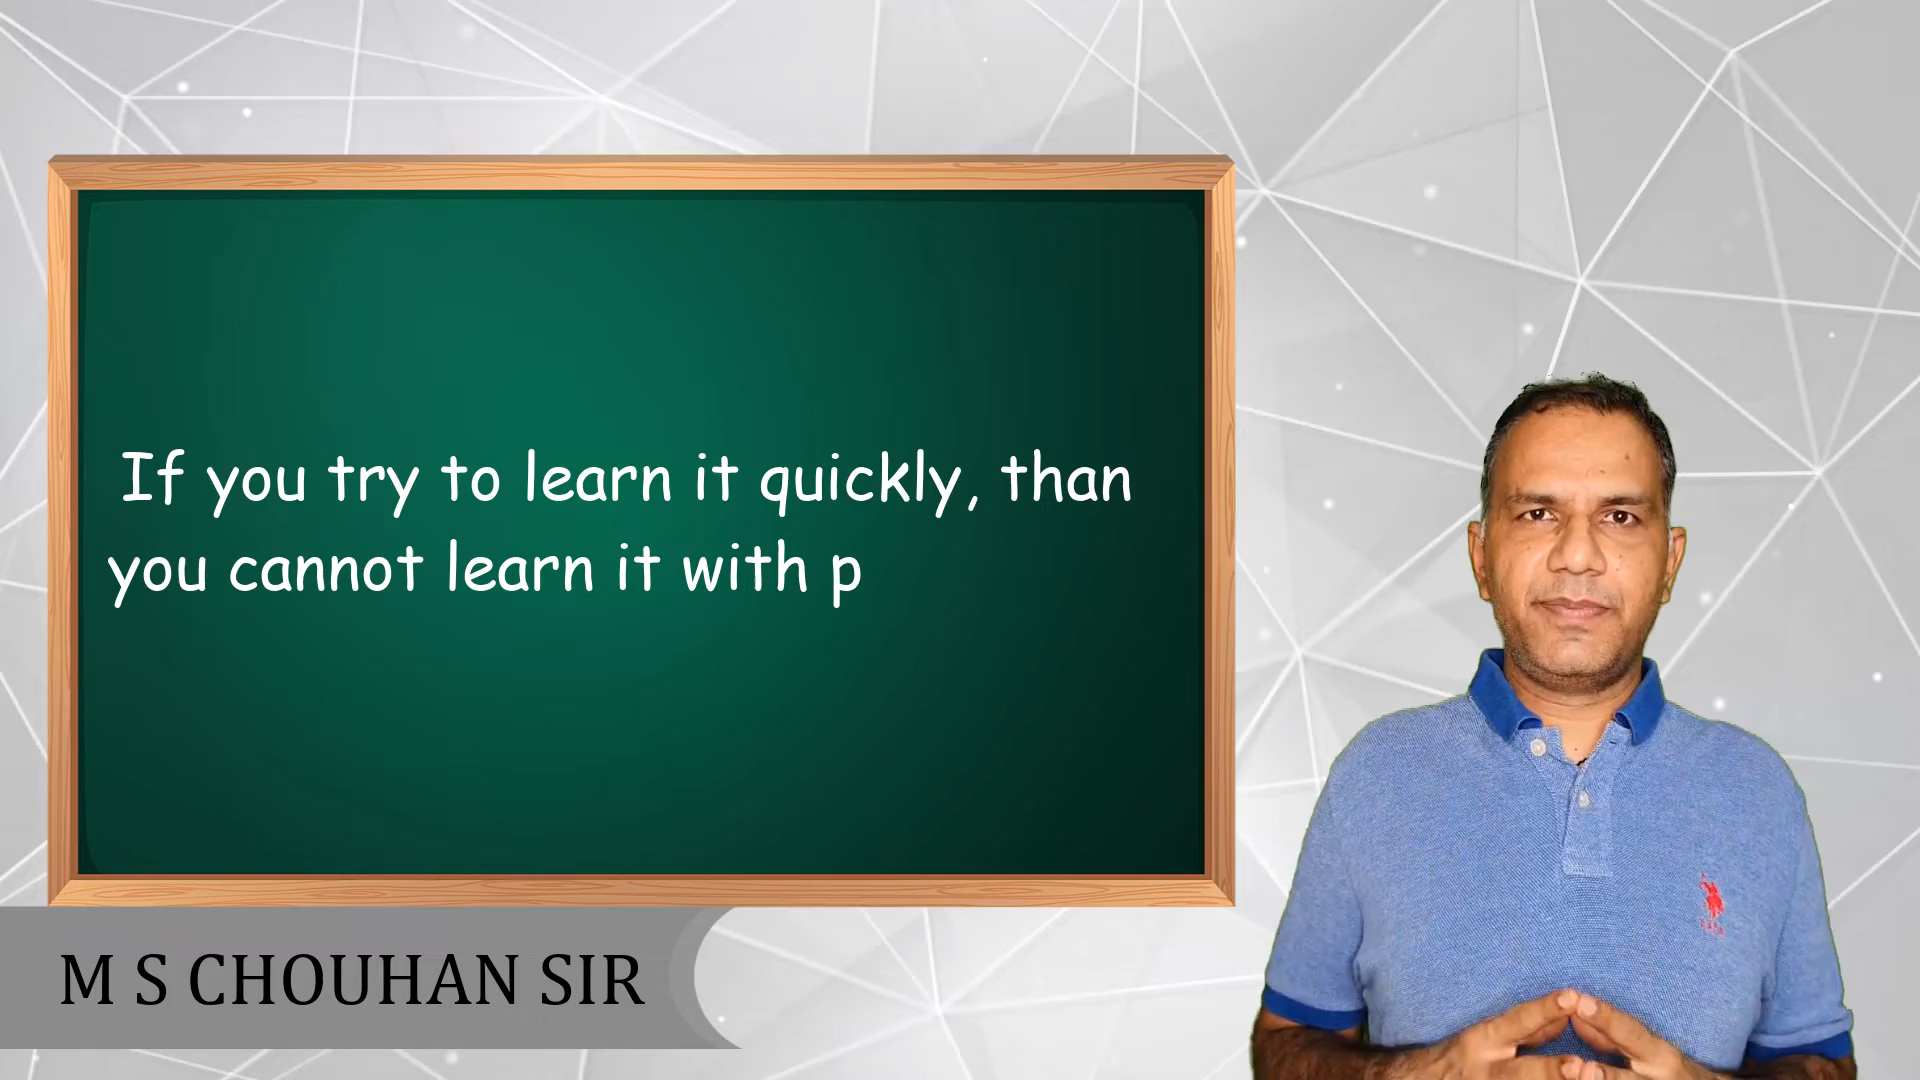 If you try to learn it quickly, than
you cannot learn it with p
M S CHOUHAN SIR